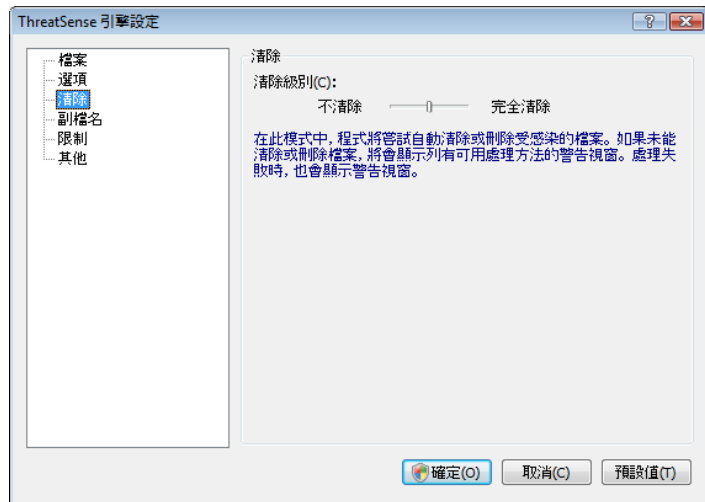 ThreatSense 引擎設定
檔案
選項
清除
副檔名
限制
其他
清除
清除級別(C):
不清除 完全清除
在此模式中, 程式將嘗試自動清除或刪除受感染的檔案。如果未能
清除或刪除檔案, 將會顯示列有可用處理方法的警告視窗。處理失
敗時, 也會顯示警告視窗。
確定(O) 取消(C) 預設值(T)